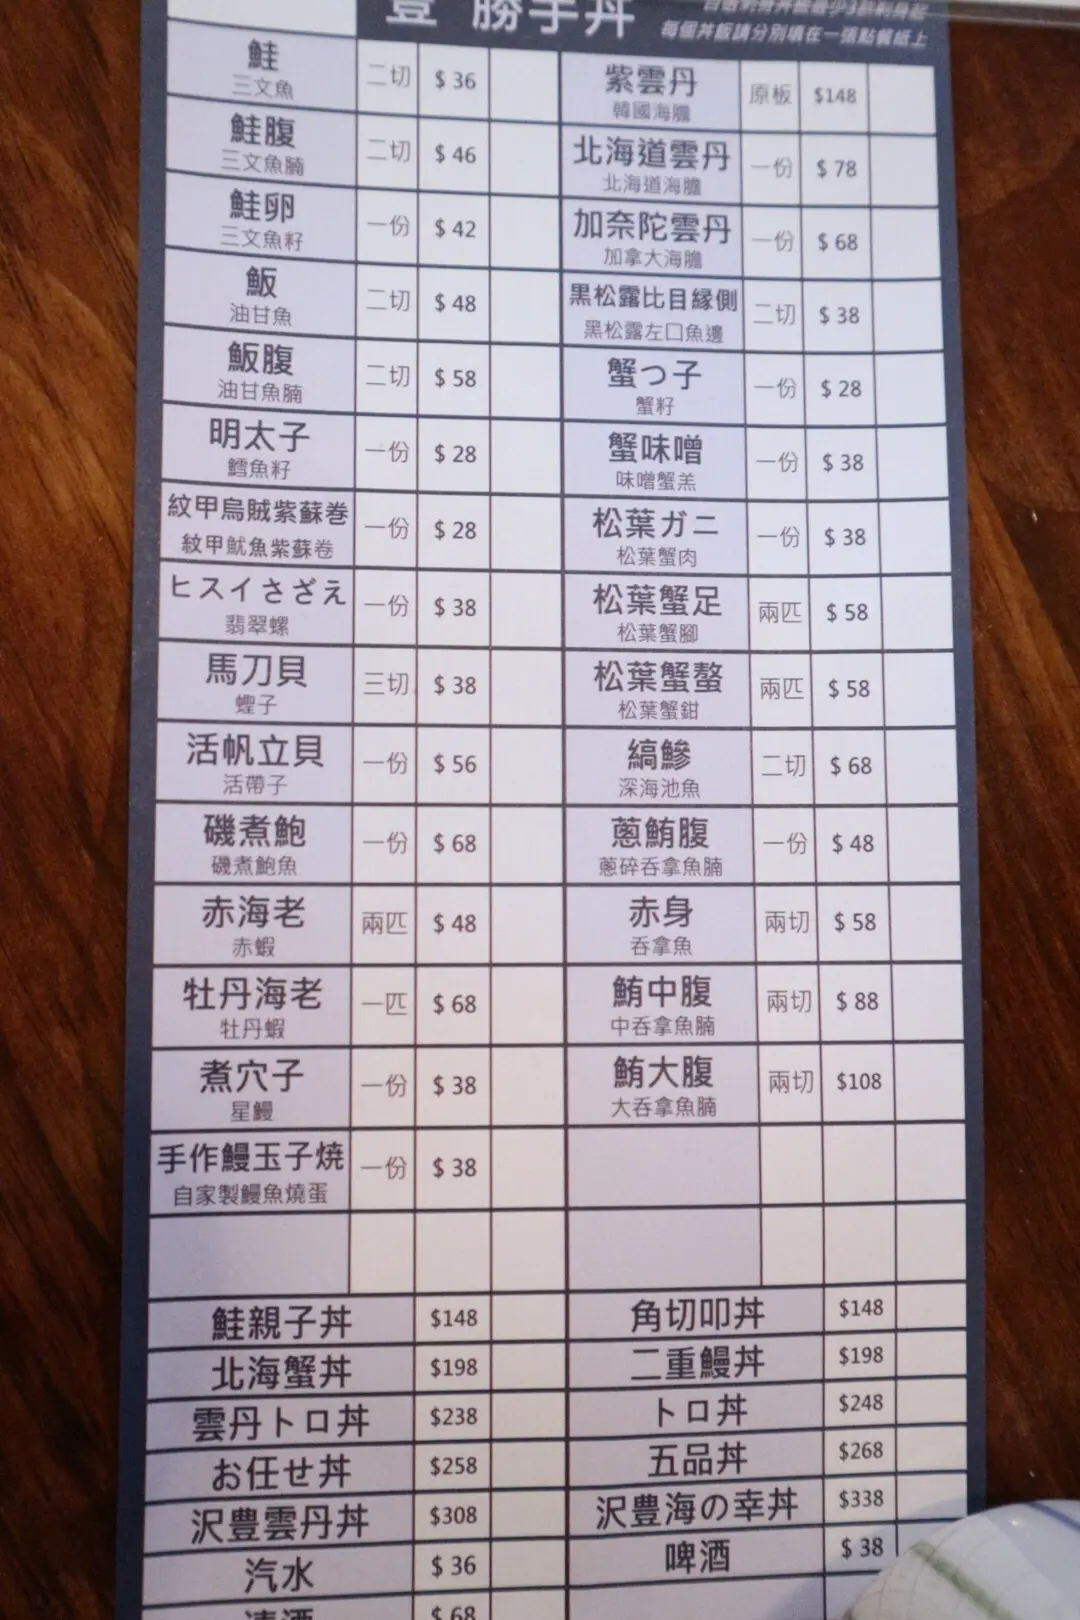 豊 勝手丼
每個丼飯請分別填在一張點餐紙上
鮭 二切 $ 36
三文魚
鮭腹 二切 $ 46
三文魚腩
鮭卵 一份 $ 42
三文魚籽
鰤 二切 $ 48
油甘魚
鰤腹 二切 $ 58
油甘魚腩
明太子 一份 $ 28
鱈魚籽
紋甲烏賊紫蘇巻 一份 $ 28
紋甲魷魚紫蘇卷
ヒスイさざえ 一份 $ 38
翡翠螺
馬刀貝 三切 $ 38
蟶子
活帆立貝 一份 $ 56
活帶子
磯煮鮑 一份 $ 68
磯煮鮑魚
赤海老 兩匹 $ 48
赤蝦
牡丹海老 一匹 $ 68
牡丹蝦
煮穴子 一份 $ 38
星鰻
手作鰻玉子焼 一份 $ 38
自家製鰻魚燒蛋
紫雲丹 原板 $148
韓國海膽
北海道雲丹 一份 $ 78
北海道海膽
加奈陀雲丹 一份 $ 68
加拿大海膽
黒松露比目縁側 二切 $ 38
黑松露左口魚邊
蟹つ子 一份 $ 28
蟹籽
蟹味噌 一份 $ 38
味噌蟹羔
松葉ガニ 一份 $ 38
松葉蟹肉
松葉蟹足 兩匹 $ 58
松葉蟹腳
松葉蟹螯 兩匹 $ 58
松葉蟹鉗
縞鰺 二切 $ 68
深海池魚
蔥鮪腹 一份 $ 48
蔥碎吞拿魚腩
赤身 兩切 $ 58
吞拿魚
鮪中腹 兩切 $ 88
中吞拿魚腩
鮪大腹 兩切 $108
大吞拿魚腩
鮭親子丼 $148
北海蟹丼 $198
雲丹トロ丼 $238
お任せ丼 $258
沢豊雲丹丼 $308
汽水 $ 36
清酒 $ 68
角切叩丼 $148
二重鰻丼 $198
トロ丼 $248
五品丼 $268
沢豊海の幸丼 $338
啤酒 $ 38